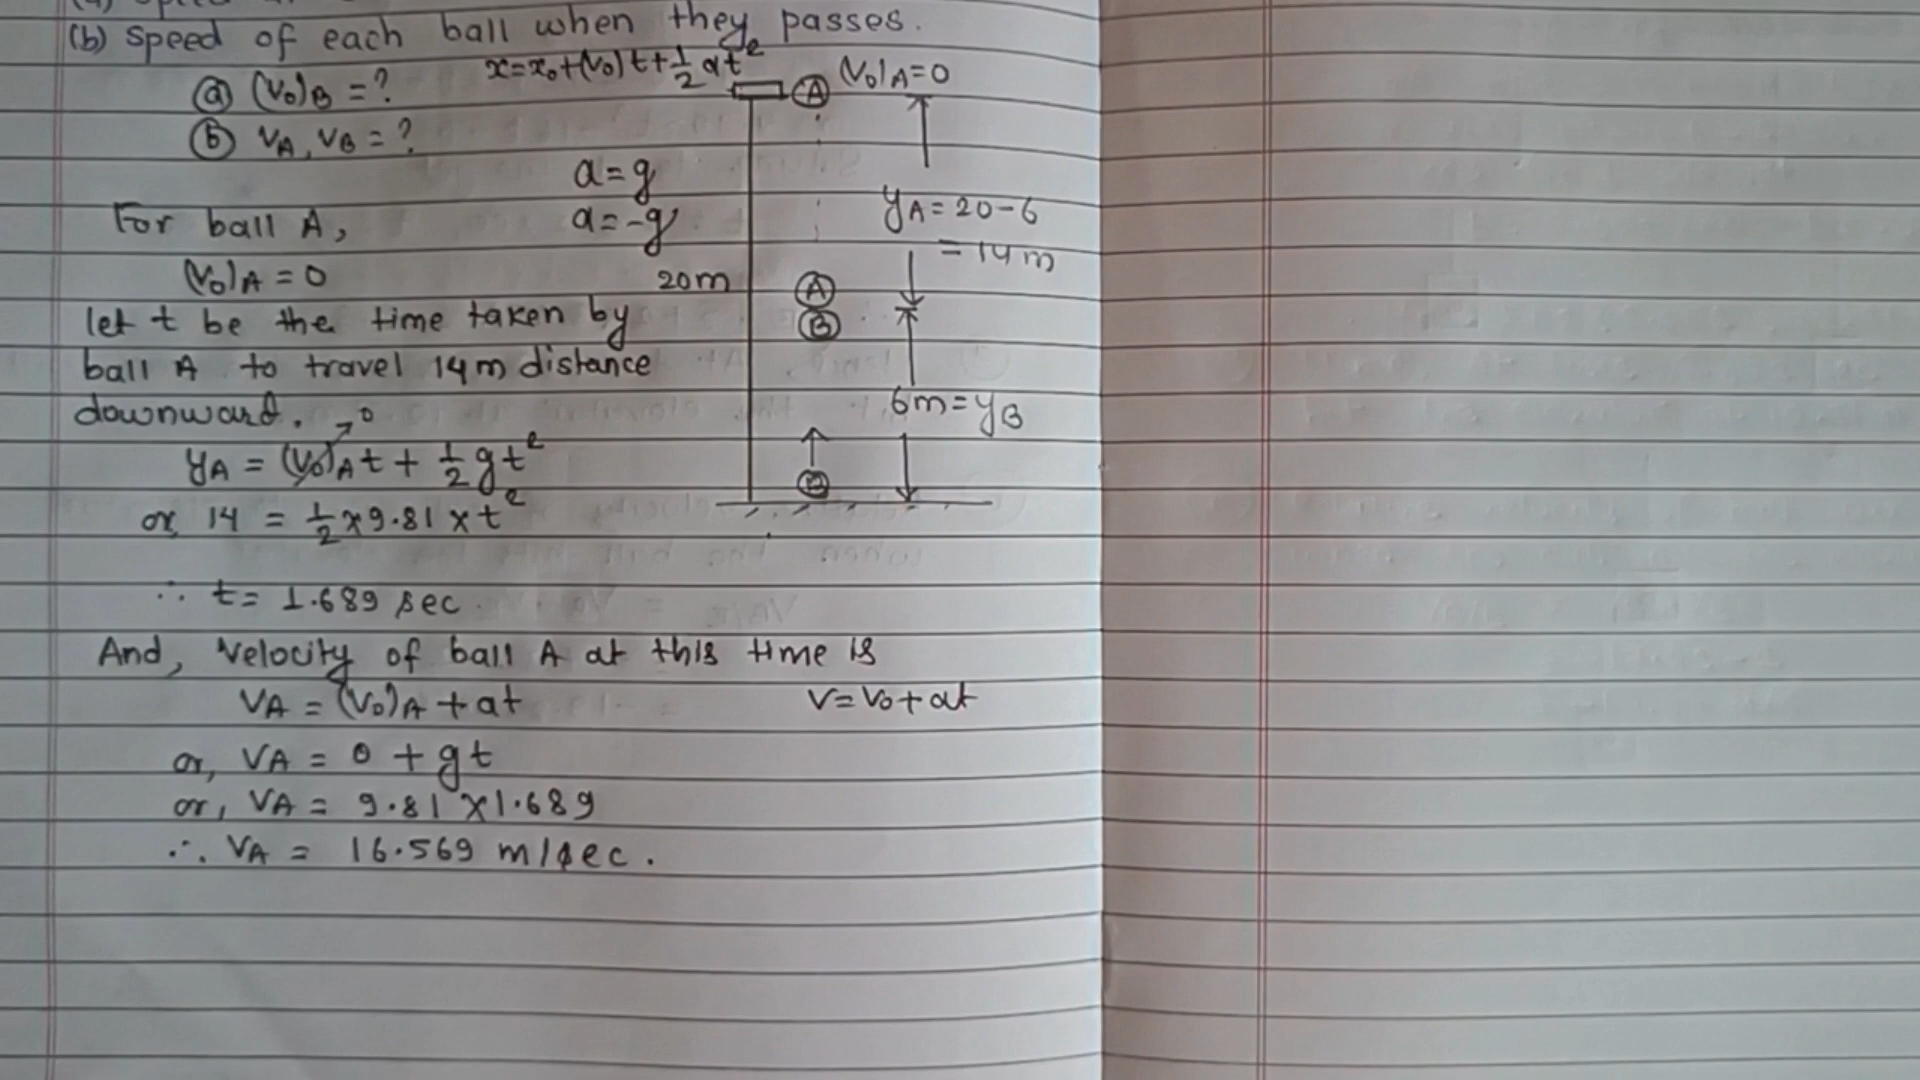 (b) speed of each ball when they passes.
ⓐ (V₀)B = ?
x=x₀+(V₀)t+½at²
Ⓐ (V₀)A=0
ⓑ VA, VB = ?
a=g
a=-g
For ball A,
(V₀)A = 0
20m
yA = 20-6
= 14m
Ⓐ
Ⓑ
let t be the time taken by
ball A to travel 14m distance
downward.
6m = yB
Ⓑ
yA = (V₀)At + ½gt²
0
or, 14 = ½×9.81×t²
∴ t= 1.689 sec.
And, velocity of ball A at this time is
VA = (V₀)A + at
V=V₀+at
or, VA = 0 + gt
or, VA = 9.81×1.689
∴ VA = 16.569 m/sec.